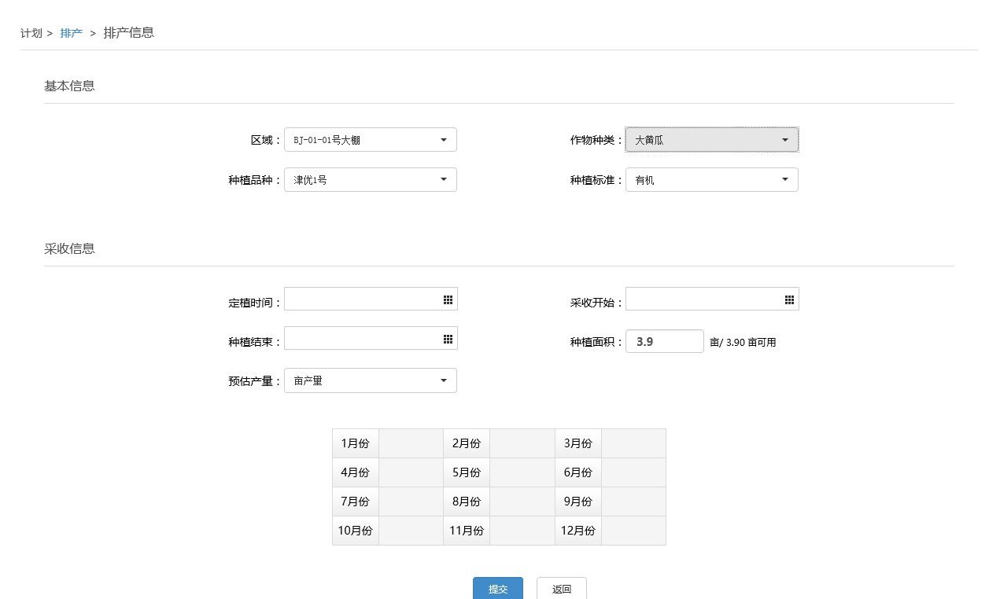 计划 > 排产 > 排产信息
基本信息
区域： BJ-01-01号大棚 作物种类： 大黄瓜
种植品种： 津优1号 种植标准： 有机
采收信息
定植时间： 采收开始：
种植结束： 种植面积： 3.9 亩/ 3.90 亩可用
预估产量： 亩产量
1月份 2月份 3月份
4月份 5月份 6月份
7月份 8月份 9月份
10月份 11月份 12月份
提交 返回